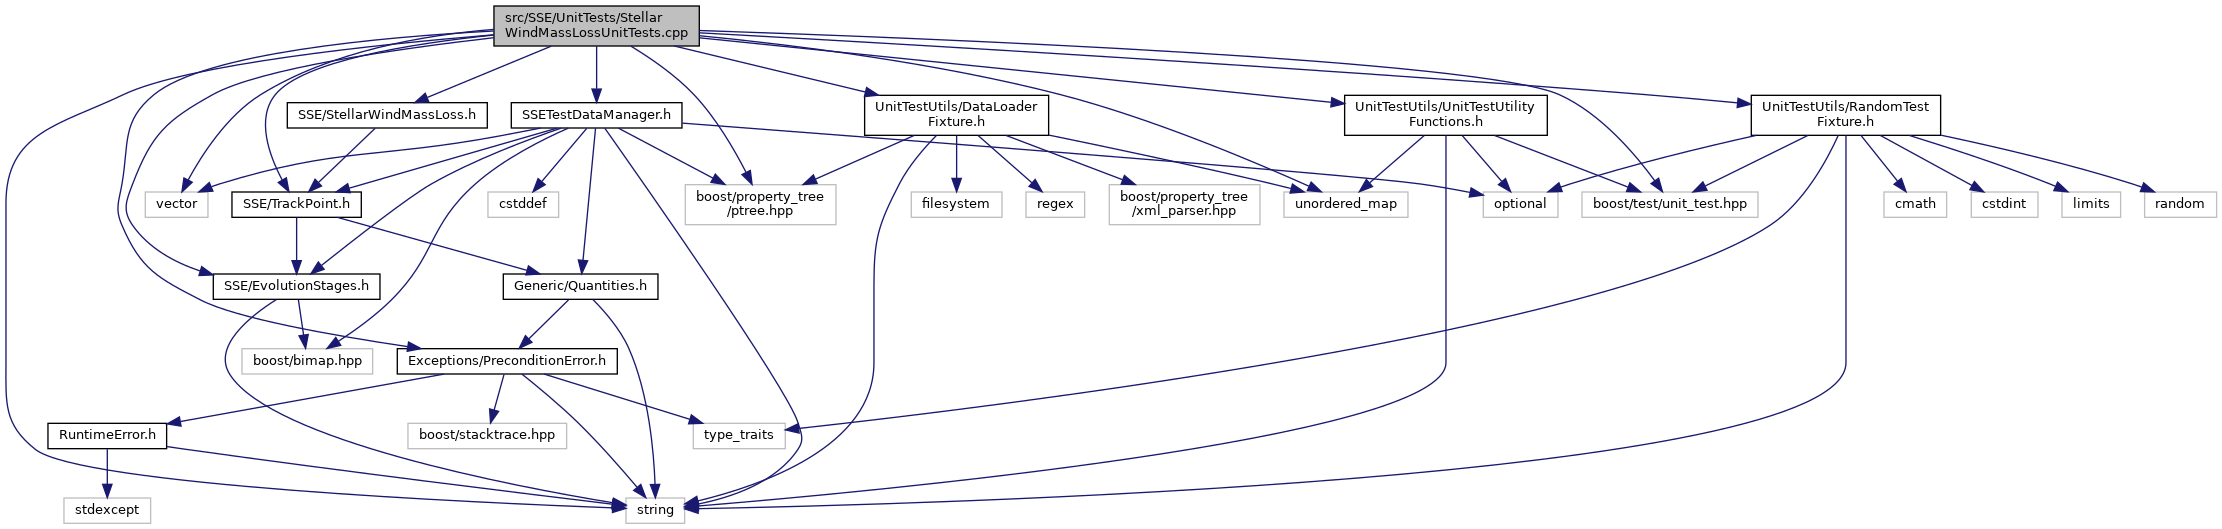 src/SSE/UnitTests/Stellar
WindMassLossUnitTests.cpp
SSE/StellarWindMassLoss.h
SSETestDataManager.h
UnitTestUtils/DataLoader
Fixture.h
UnitTestUtils/UnitTestUtility
Functions.h
UnitTestUtils/RandomTest
Fixture.h
vector
SSE/TrackPoint.h
cstddef
boost/property_tree
/ptree.hpp
filesystem
regex
boost/property_tree
/xml_parser.hpp
unordered_map
optional
boost/test/unit_test.hpp
cmath
cstdint
limits
random
SSE/EvolutionStages.h
Generic/Quantities.h
boost/bimap.hpp
Exceptions/PreconditionError.h
RuntimeError.h
boost/stacktrace.hpp
type_traits
stdexcept
string